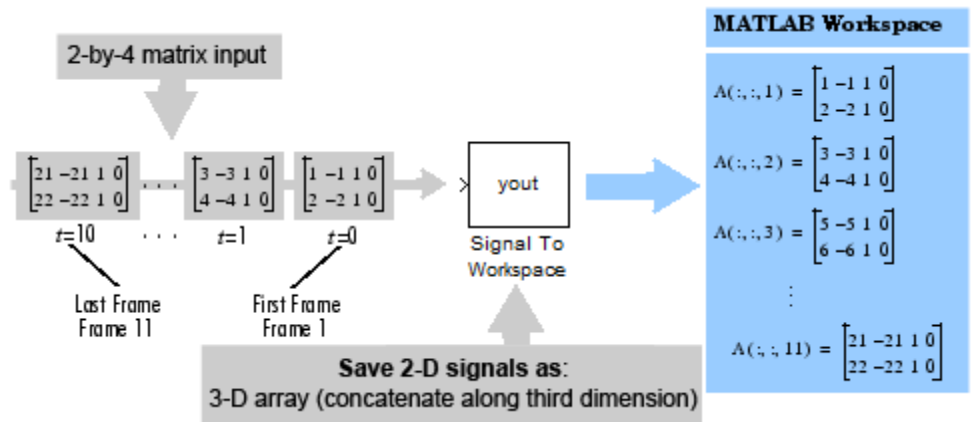 2-by-4 matrix input
[21 −21 1 0
22 −22 1 0]
· · ·
[3 −3 1 0
4 −4 1 0]
[1 −1 1 0
2 −2 1 0]
t=10 · · · · t=1 t=0
Last Frame
Frame 11
First Frame
Frame 1
yout
Signal To
Workspace
Save 2-D signals as:
3-D array (concatenate along third dimension)
MATLAB Workspace
A(:,:,1) = [1 −1 1 0
2 −2 1 0]
A(:,:,2) = [3 −3 1 0
4 −4 1 0]
A(:,:,3) = [5 −5 1 0
6 −6 1 0]
⋮
A(:,:,11) = [21 −21 1 0
22 −22 1 0]